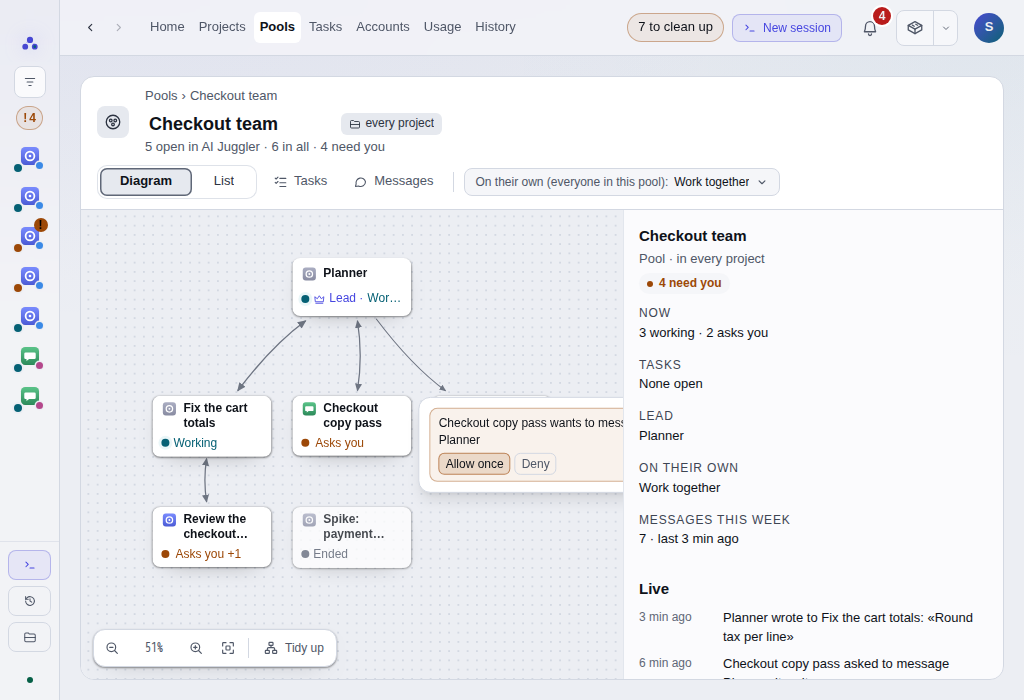 Home Projects Pools Tasks Accounts Usage History
7 to clean up
New session
4
S
! 4
!
Pools › Checkout team
Checkout team
every project
5 open in AI Juggler · 6 in all · 4 need you
Diagram
List
Tasks
Messages
On their own (everyone in this pool): Work together
Planner
Lead · Wor…
Fix the cart
totals
Working
Checkout
copy pass
Asks you
Checkout copy pass wants to mess
Planner
Allow once
Deny
Review the
checkout…
Asks you +1
Spike:
payment…
Ended
51%
Tidy up
Checkout team
Pool · in every project
4 need you
NOW
3 working · 2 asks you
TASKS
None open
LEAD
Planner
ON THEIR OWN
Work together
MESSAGES THIS WEEK
7 · last 3 min ago
Live
3 min ago
Planner wrote to Fix the cart totals: «Round
tax per line»
6 min ago
Checkout copy pass asked to message